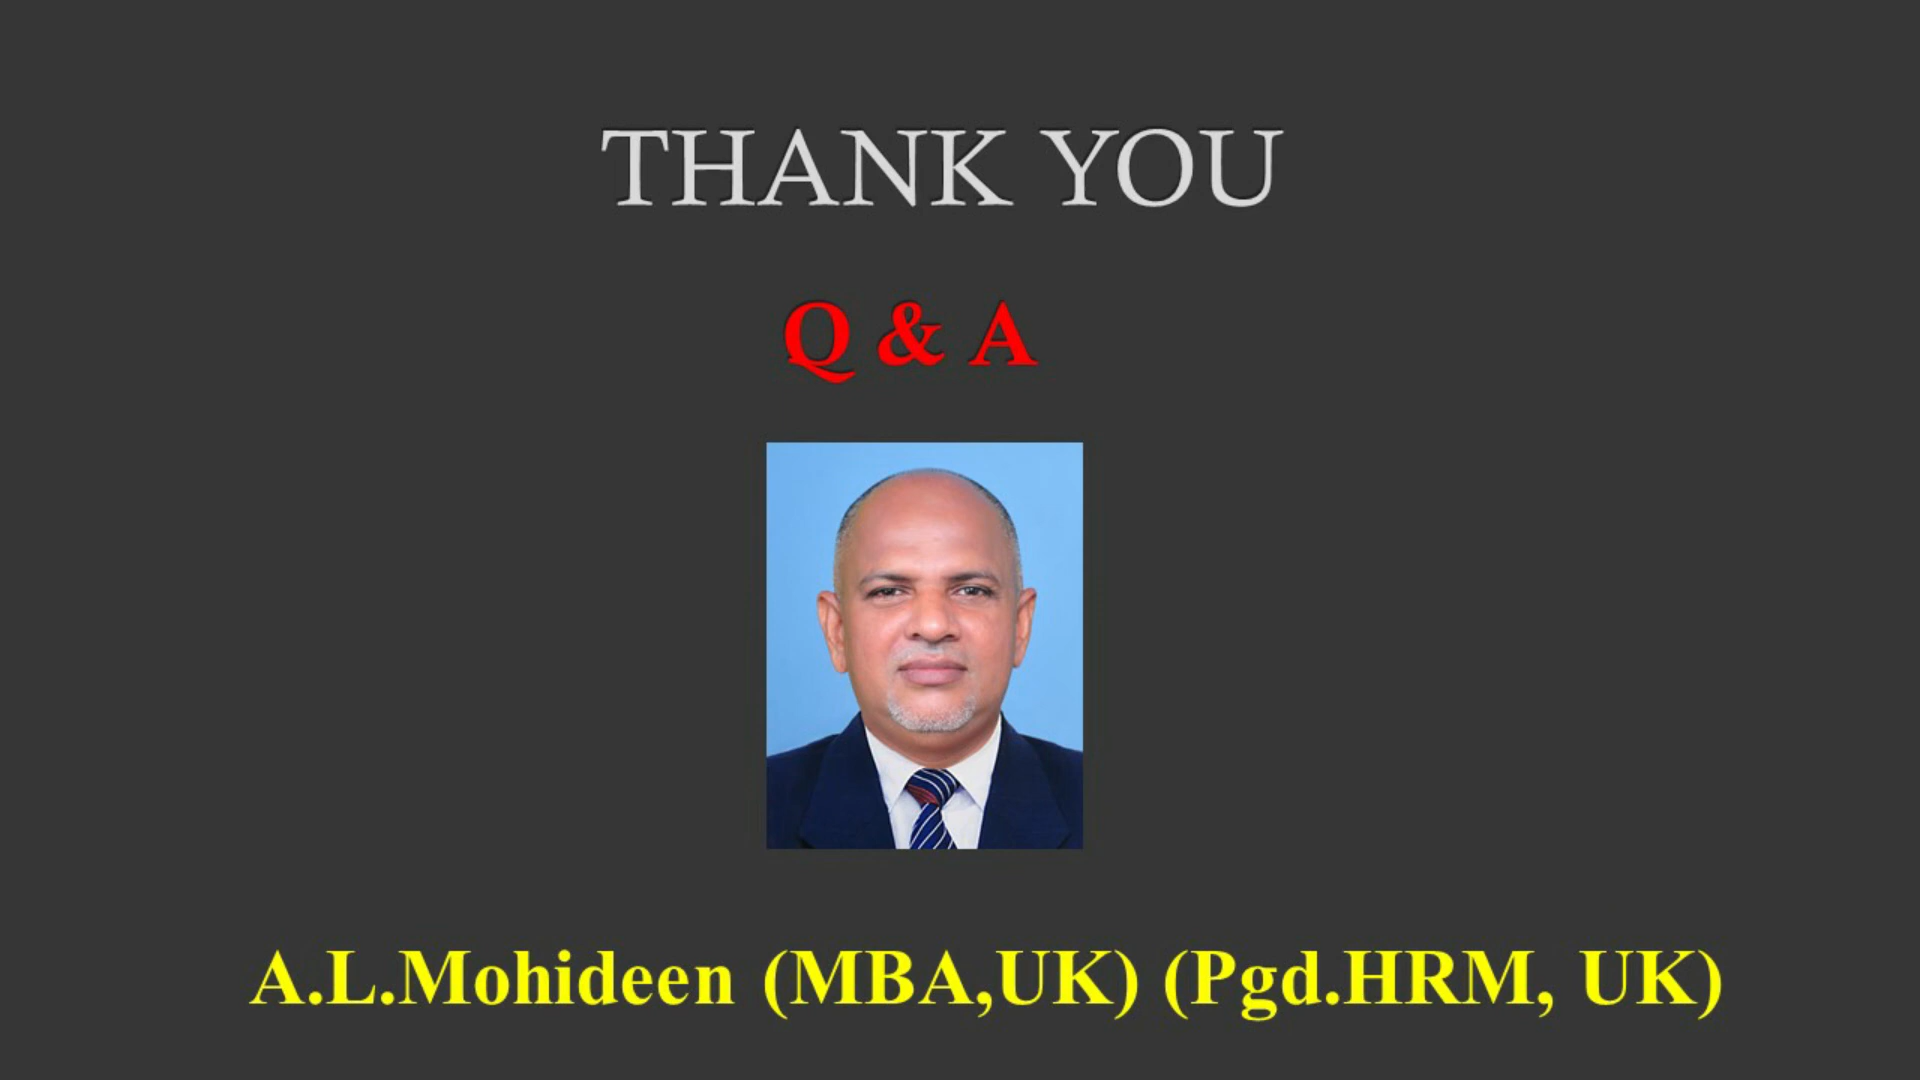 THANK YOU
Q & A
A.L.Mohideen (MBA,UK) (Pgd.HRM, UK)